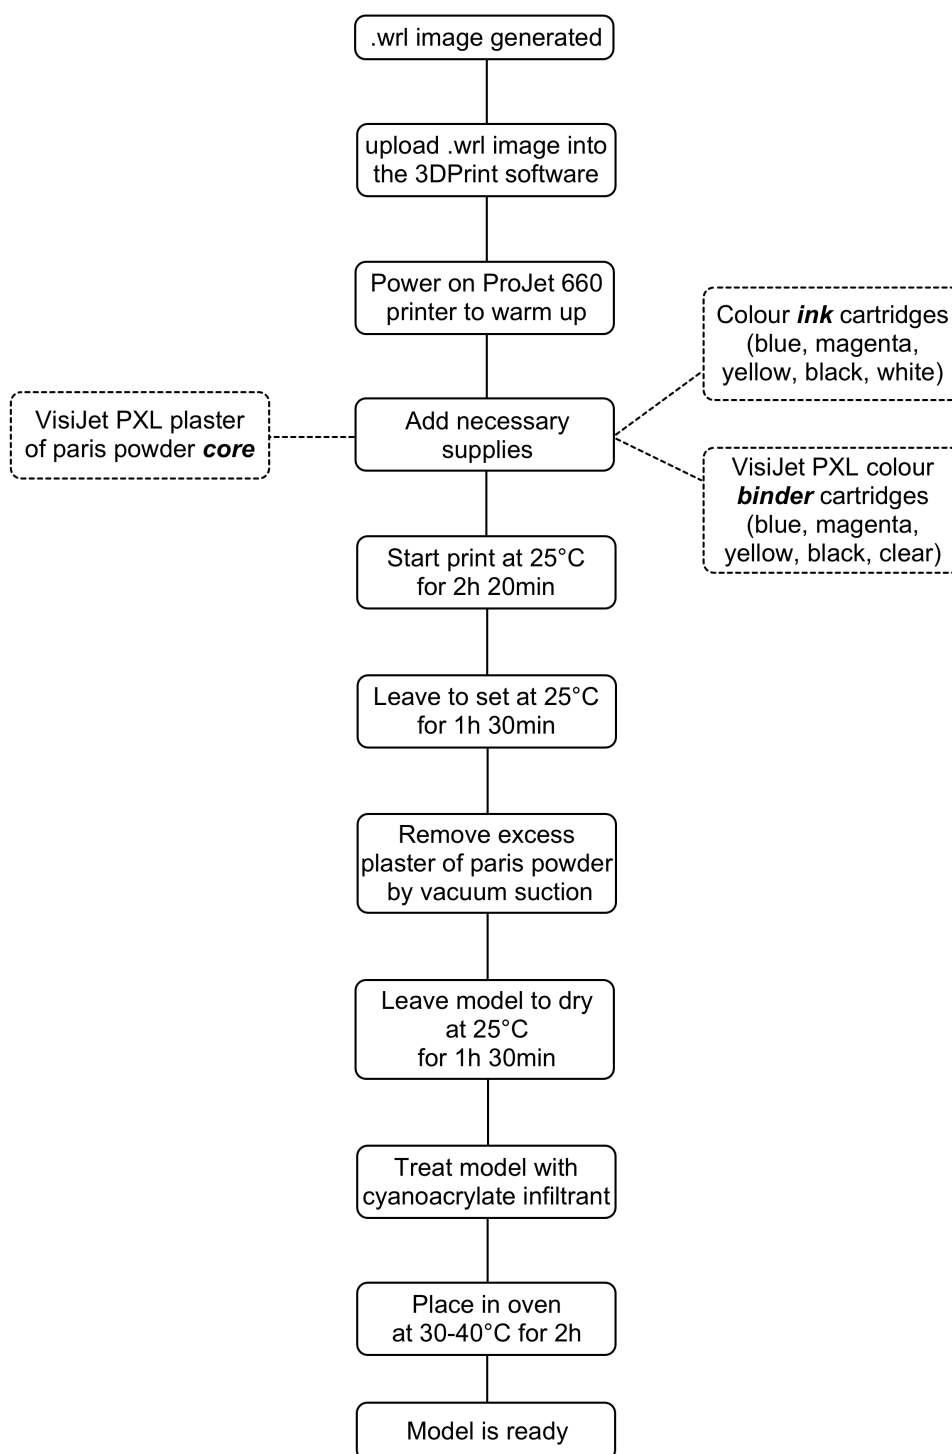 .wrl image generated
upload .wrl image into
the 3DPrint software
Power on ProJet 660
printer to warm up
Colour ink cartridges
(blue, magenta,
yellow, black, white)
VisiJet PXL plaster
of paris powder core
Add necessary
supplies
VisiJet PXL colour
binder cartridges
(blue, magenta,
yellow, black, clear)
Start print at 25°C
for 2h 20min
Leave to set at 25°C
for 1h 30min
Remove excess
plaster of paris powder
by vacuum suction
Leave model to dry
at 25°C
for 1h 30min
Treat model with
cyanoacrylate infiltrant
Place in oven
at 30-40°C for 2h
Model is ready